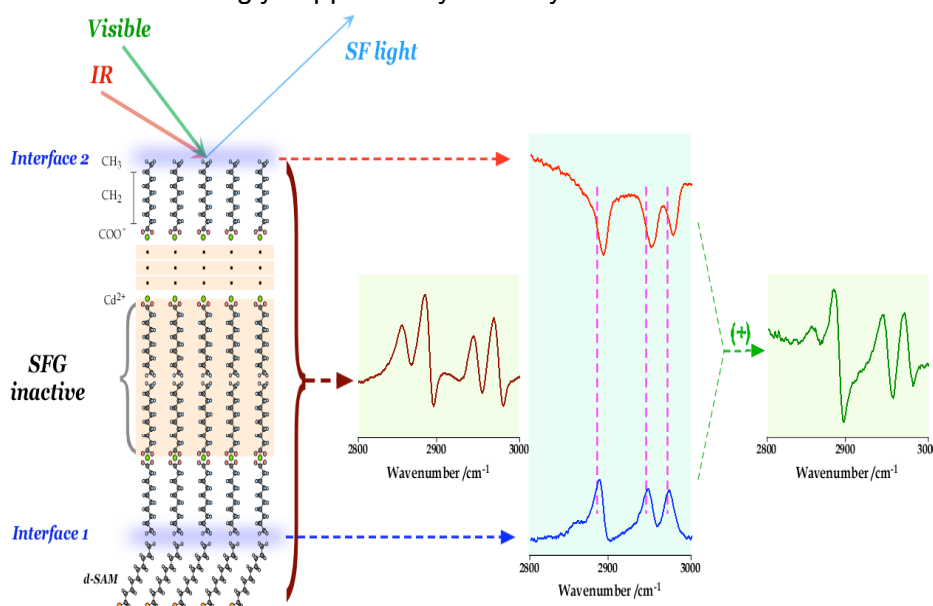 Visible
SF light
IR
Interface 2
CH3
CH2
COO-
Cd2+
SFG
inactive
Interface 1
d-SAM
2800
2900
3000
Wavenumber /cm-1
2800
2900
3000
Wavenumber /cm-1
(+)
2800
2900
3000
Wavenumber /cm-1